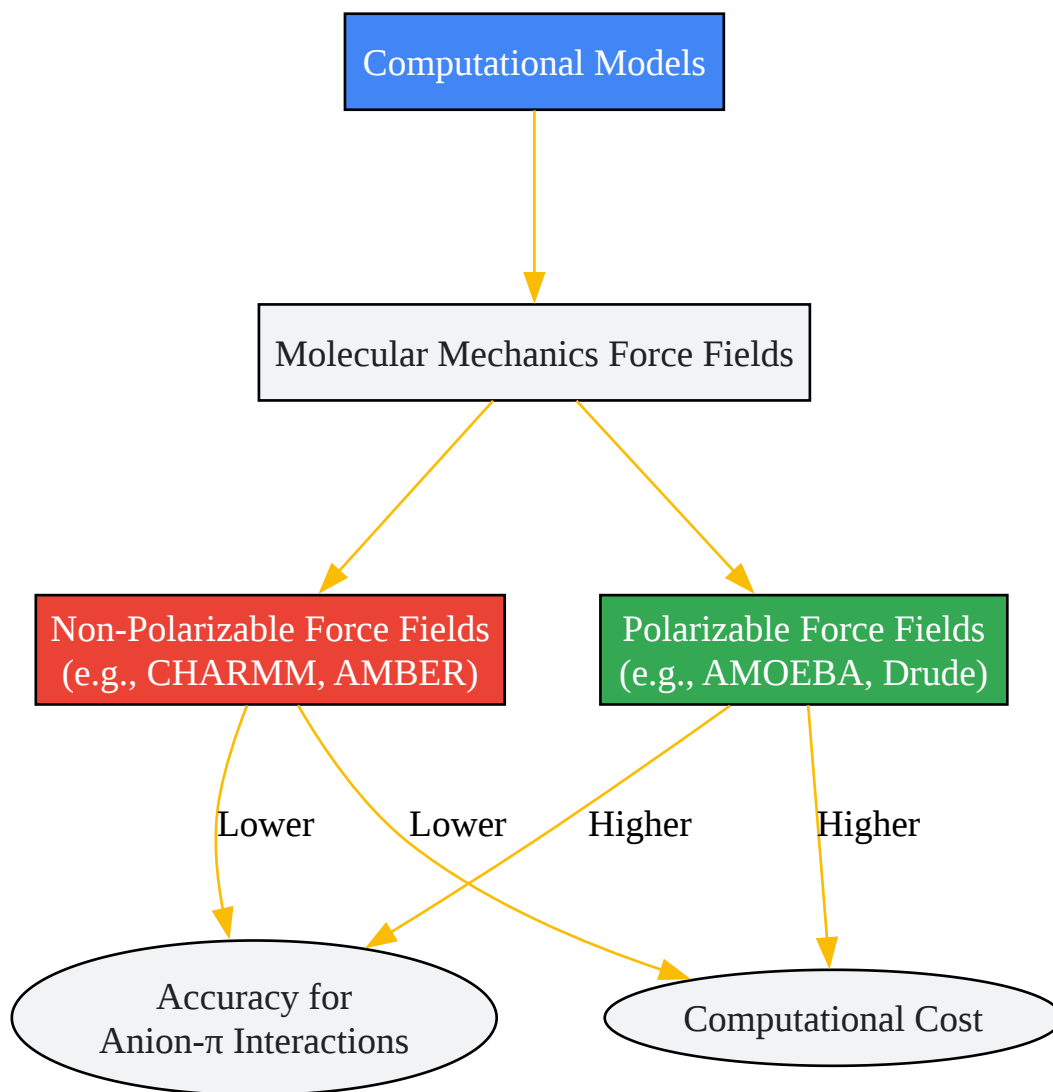 Computational Models
Molecular Mechanics Force Fields
Non-Polarizable Force Fields
(e.g., CHARMM, AMBER)
Polarizable Force Fields
(e.g., AMOEBA, Drude)
Lower
Lower
Higher
Higher
Accuracy for
Anion-π Interactions
Computational Cost